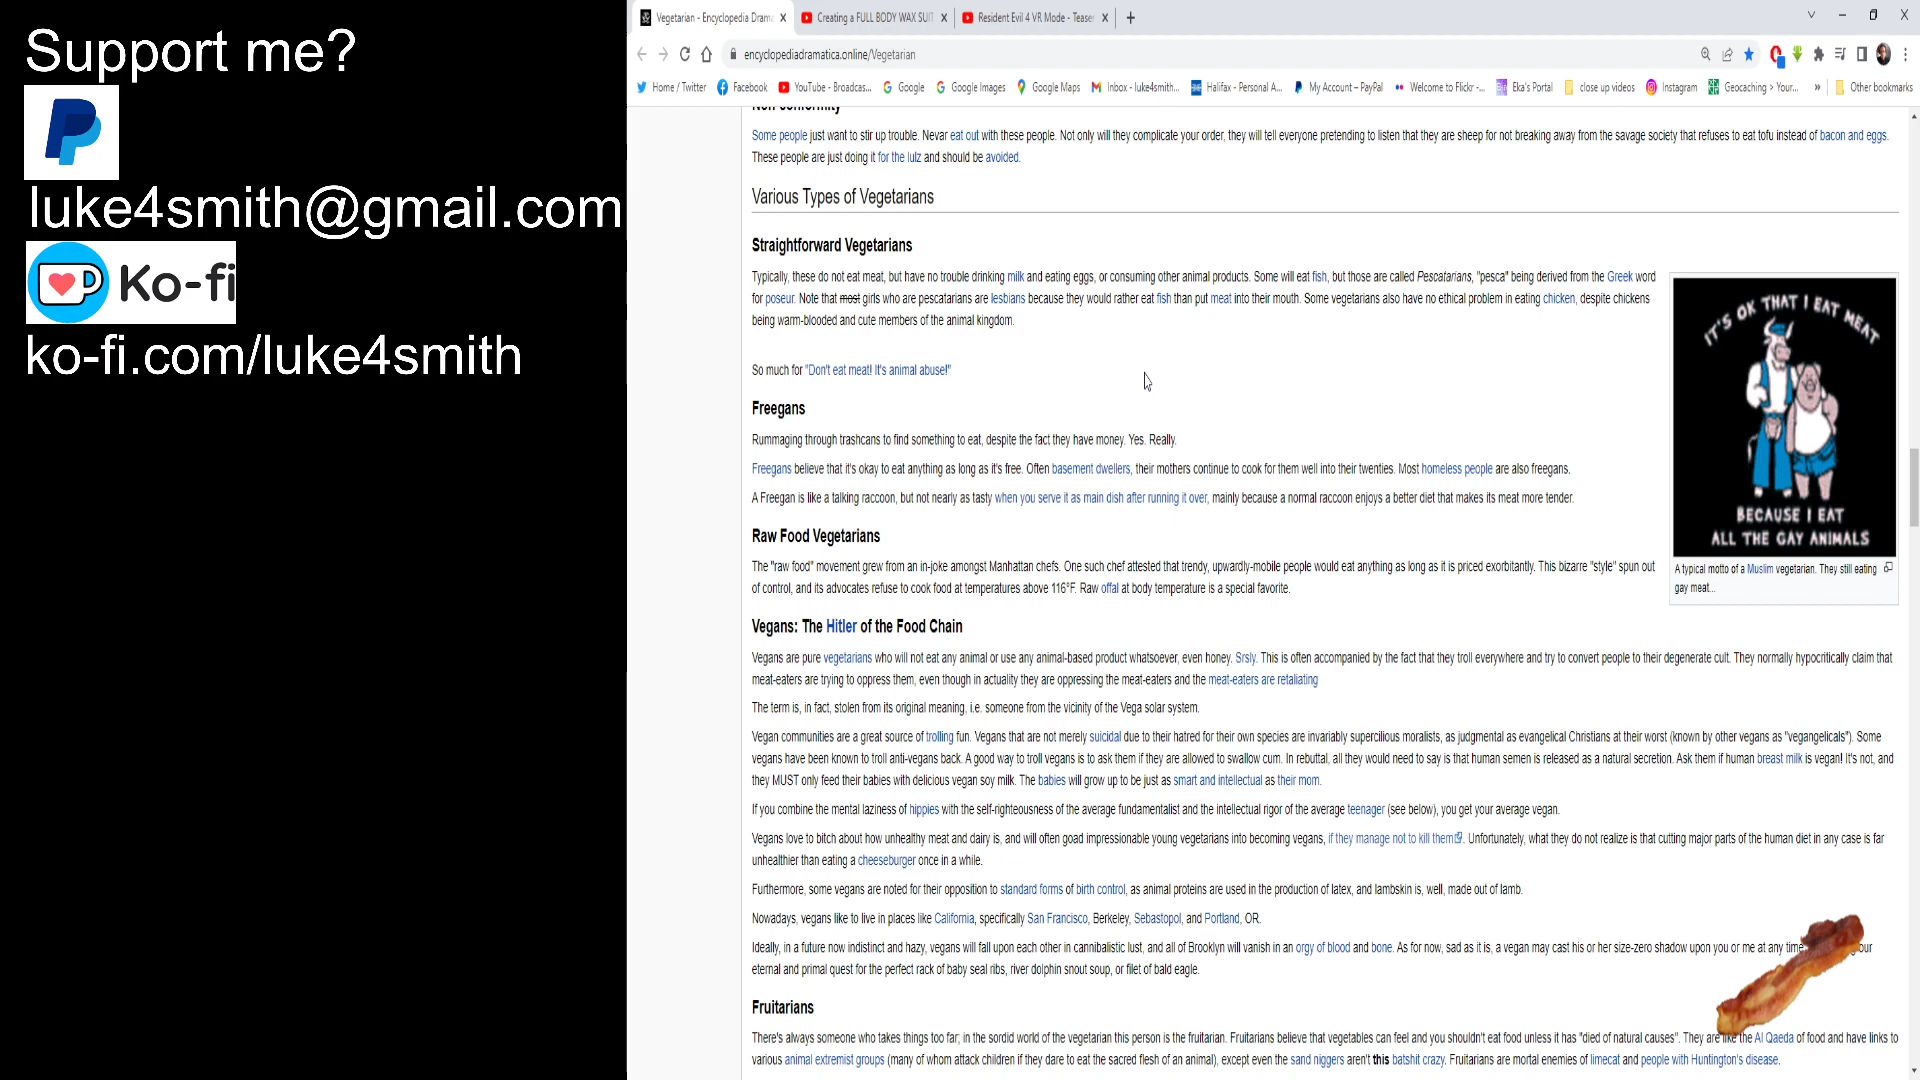 Support me?
luke4smith@gmail.com
Ko-fi
ko-fi.com/luke4smith
Vegetarian - Encyclopedia Drama
Creating a FULL BODY WAX SUIT
Resident Evil 4 VR Mode - Teaser
encyclopediadramatica.online/Vegetarian
Home / Twitter Facebook YouTube - Broadcas... Google Google Images Google Maps Inbox - luke4smith... Halifax - Personal A... My Account – PayPal Welcome to Flickr -... Eka's Portal close up videos Instagram Geocaching > Your... » Other bookmarks
Non conformity
Some people just want to stir up trouble. Nevar eat out with these people. Not only will they complicate your order, they will tell everyone pretending to listen that they are sheep for not breaking away from the savage society that refuses to eat tofu instead of bacon and eggs.
These people are just doing it for the lulz and should be avoided.
Various Types of Vegetarians
Straightforward Vegetarians
Typically, these do not eat meat, but have no trouble drinking milk and eating eggs, or consuming other animal products. Some will eat fish, but those are called Pescatarians, "pesca" being derived from the Greek word
for poseur. Note that most girls who are pescatarians are lesbians because they would rather eat fish than put meat into their mouth. Some vegetarians also have no ethical problem in eating chicken, despite chickens
being warm-blooded and cute members of the animal kingdom.
So much for "Don't eat meat! It's animal abuse!"
Freegans
Rummaging through trashcans to find something to eat, despite the fact they have money. Yes. Really.
Freegans believe that it's okay to eat anything as long as it's free. Often basement dwellers, their mothers continue to cook for them well into their twenties. Most homeless people are also freegans.
A Freegan is like a talking raccoon, but not nearly as tasty when you serve it as main dish after running it over, mainly because a normal raccoon enjoys a better diet that makes its meat more tender.
Raw Food Vegetarians
The "raw food" movement grew from an in-joke amongst Manhattan chefs. One such chef attested that trendy, upwardly-mobile people would eat anything as long as it is priced exorbitantly. This bizarre "style" spun out
of control, and its advocates refuse to cook food at temperatures above 116°F. Raw offal at body temperature is a special favorite.
IT'S OK THAT I EAT MEAT
BECAUSE I EAT
ALL THE GAY ANIMALS
A typical motto of a Muslim vegetarian. They still eating
gay meat...
Vegans: The Hitler of the Food Chain
Vegans are pure vegetarians who will not eat any animal or use any animal-based product whatsoever, even honey. Srsly. This is often accompanied by the fact that they troll everywhere and try to convert people to their degenerate cult. They normally hypocritically claim that
meat-eaters are trying to oppress them, even though in actuality they are oppressing the meat-eaters and the meat-eaters are retaliating
The term is, in fact, stolen from its original meaning, i.e. someone from the vicinity of the Vega solar system.
Vegan communities are a great source of trolling fun. Vegans that are not merely suicidal due to their hatred for their own species are invariably supercilious moralists, as judgmental as evangelical Christians at their worst (known by other vegans as "vegangelicals"). Some
vegans have been known to troll anti-vegans back. A good way to troll vegans is to ask them if they are allowed to swallow cum. In rebuttal, all they would need to say is that human semen is released as a natural secretion. Ask them if human breast milk is vegan! It's not, and
they MUST only feed their babies with delicious vegan soy milk. The babies will grow up to be just as smart and intellectual as their mom.
If you combine the mental laziness of hippies with the self-righteousness of the average fundamentalist and the intellectual rigor of the average teenager (see below), you get your average vegan.
Vegans love to bitch about how unhealthy meat and dairy is, and will often goad impressionable young vegetarians into becoming vegans, if they manage not to kill them. Unfortunately, what they do not realize is that cutting major parts of the human diet in any case is far
unhealthier than eating a cheeseburger once in a while.
Furthermore, some vegans are noted for their opposition to standard forms of birth control, as animal proteins are used in the production of latex, and lambskin is, well, made out of lamb.
Nowadays, vegans like to live in places like California, specifically San Francisco, Berkeley, Sebastopol, and Portland, OR.
Ideally, in a future now indistinct and hazy, vegans will fall upon each other in cannibalistic lust, and all of Brooklyn will vanish in an orgy of blood and bone. As for now, sad as it is, a vegan may cast his or her size-zero shadow upon you or me at any time
eternal and primal quest for the perfect rack of baby seal ribs, river dolphin snout soup, or filet of bald eagle.
Fruitarians
There's always someone who takes things too far; in the sordid world of the vegetarian this person is the fruitarian. Fruitarians believe that vegetables can feel and you shouldn't eat food unless it has "died of natural causes". They are like the Al Qaeda of food and have links to
various animal extremist groups (many of whom attack children if they dare to eat the sacred flesh of an animal), except even the sand niggers aren't this batshit crazy. Fruitarians are mortal enemies of limecat and people with Huntington's disease.